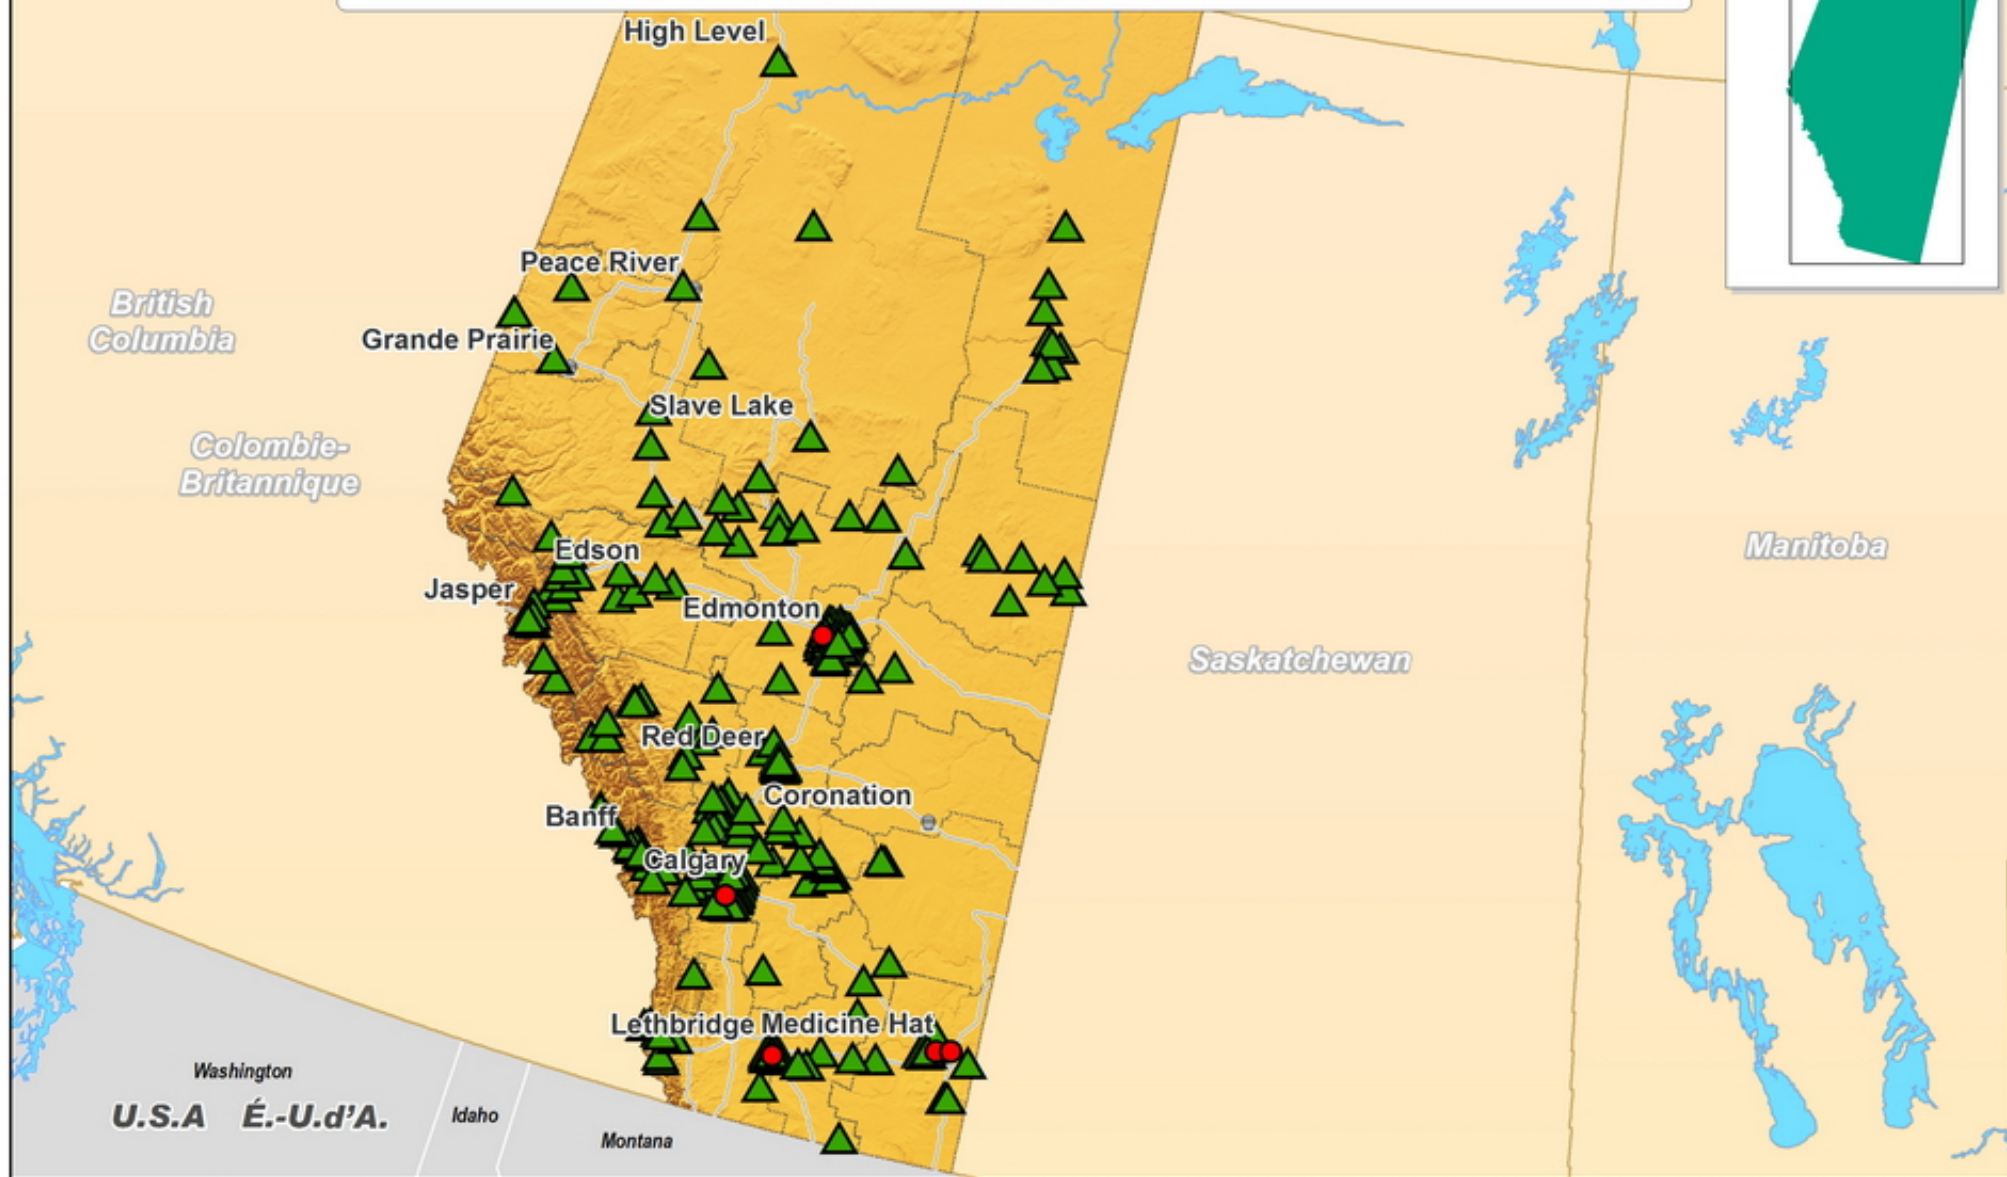 High Level
Peace River
British
Columbia
Grande Prairie
Slave Lake
Colombie-
Britannique
Edson
Jasper
Manitoba
Edmonton
Saskatchewan
Red Deer
Coronation
Banff
Calgary
Lethbridge
Medicine Hat
Washington
U.S.A É.-U.d'A.
Idaho
Montana